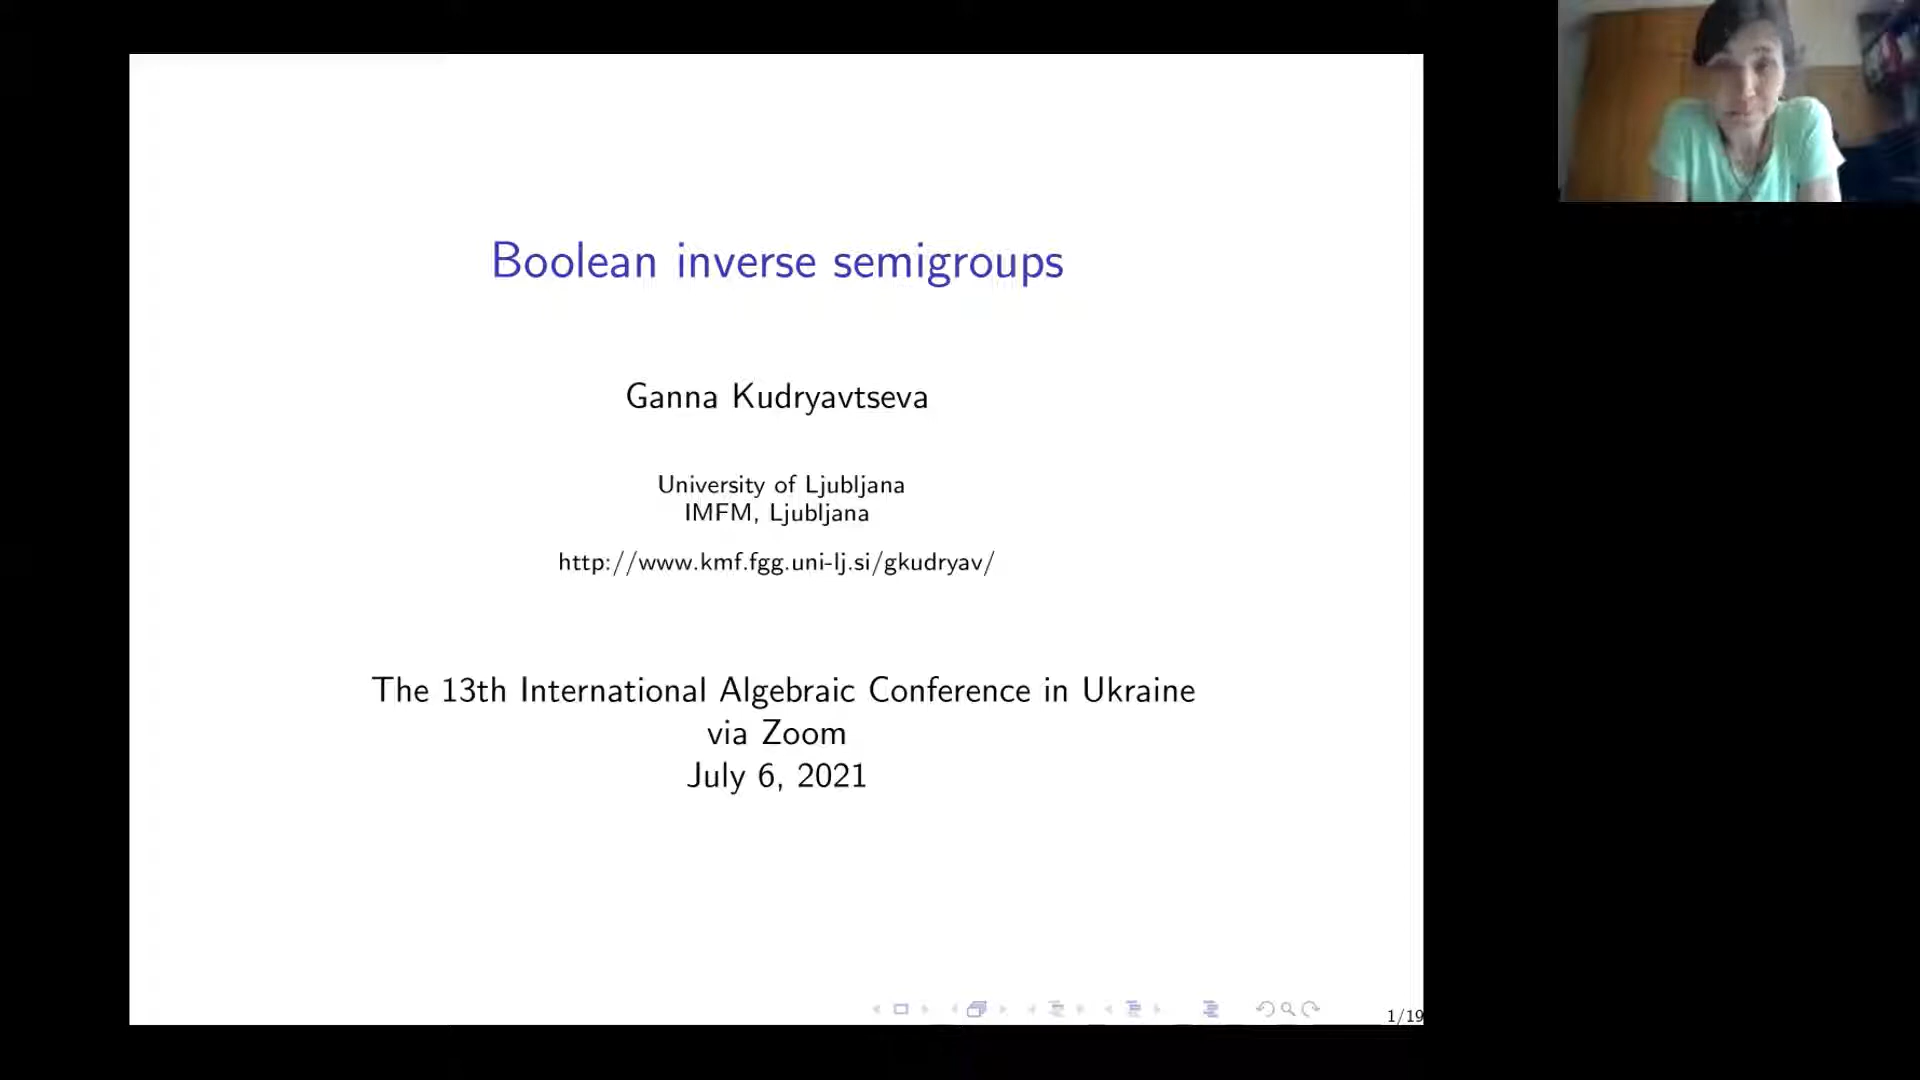 Boolean inverse semigroups
Ganna Kudryavtseva
University of Ljubljana
IMFM, Ljubljana
http://www.kmf.fgg.uni-lj.si/gkudryav/
The 13th International Algebraic Conference in Ukraine
via Zoom
July 6, 2021
1/19